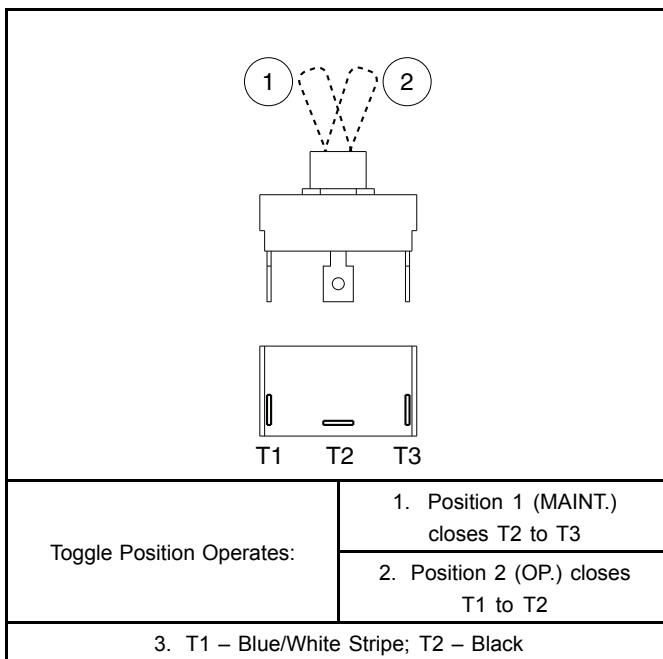 1 2
T1 T2 T3
Toggle Position Operates:
1. Position 1 (MAINT.)
closes T2 to T3
2. Position 2 (OP.) closes
T1 to T2
3. T1 – Blue/White Stripe; T2 – Black